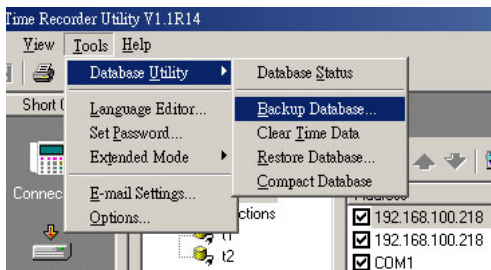 Time Recorder Utility V1.1R14
View Tools Help
Database Utility
Database Status
Short
Language Editor...
Backup Database...
Set Password...
Clear Time Data
Extended Mode
Restore Database...
Connec
E-mail Settings...
Compact Database
Options...
ctions
192.168.100.218
t1
192.168.100.218
t2
COM1